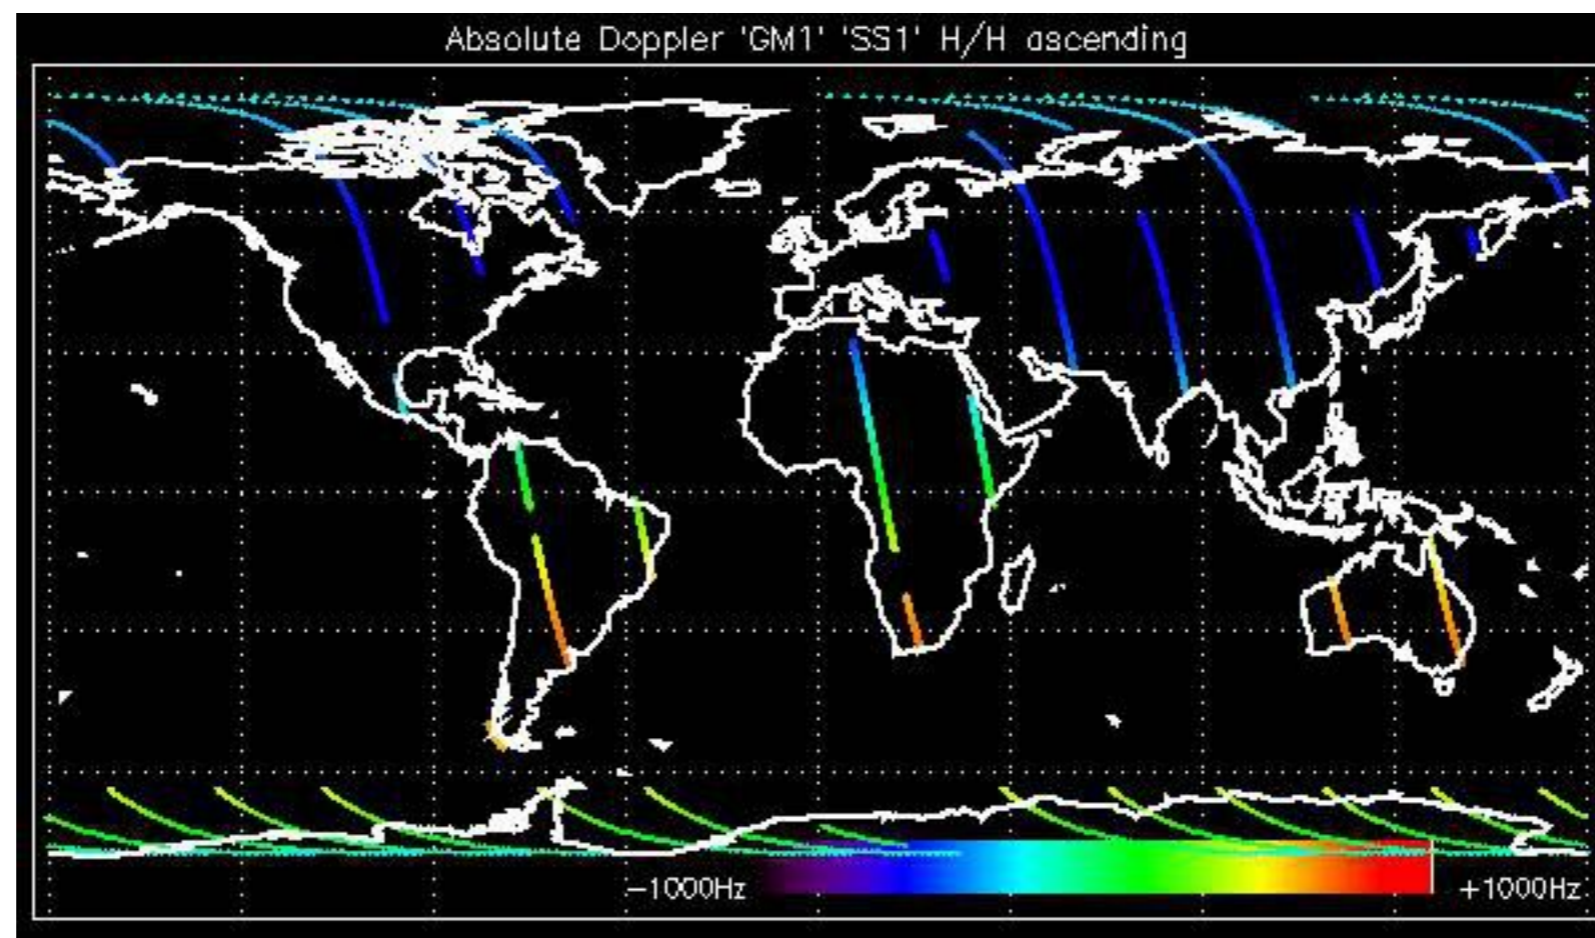 Absolute Doppler 'GM1' 'SS1' H/H ascending
−1000Hz
+1000Hz